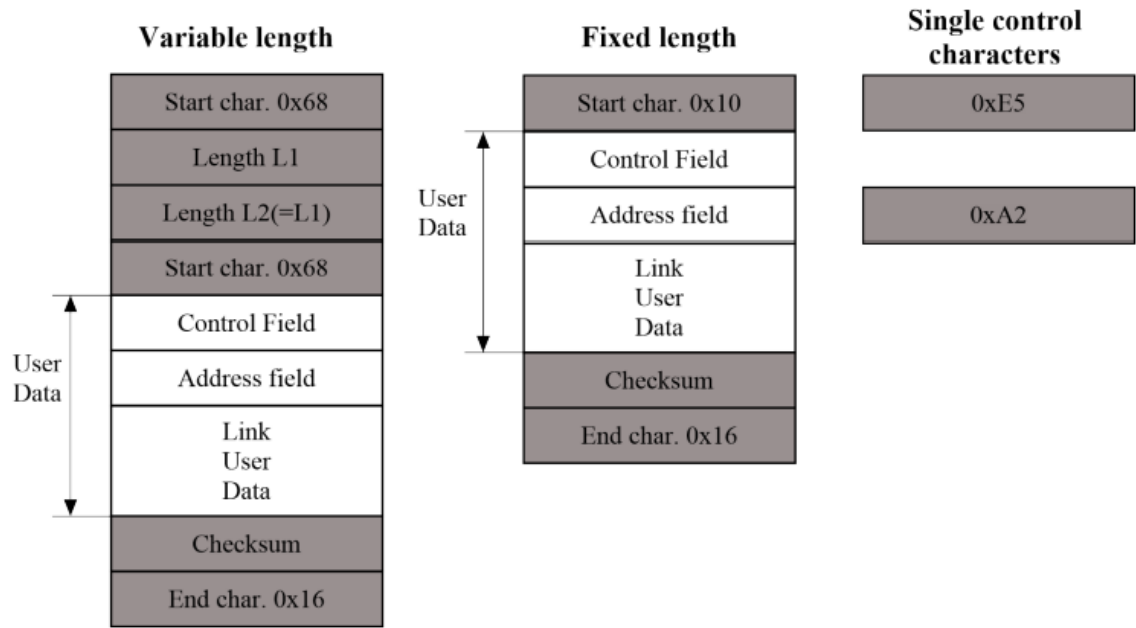 Variable length
Start char. 0x68
Length L1
Length L2(=L1)
Start char. 0x68
User
Data
Control Field
Address field
Link
User
Data
Checksum
End char. 0x16
Fixed length
Start char. 0x10
User
Data
Control Field
Address field
Link
User
Data
Checksum
End char. 0x16
Single control
characters
0xE5
0xA2